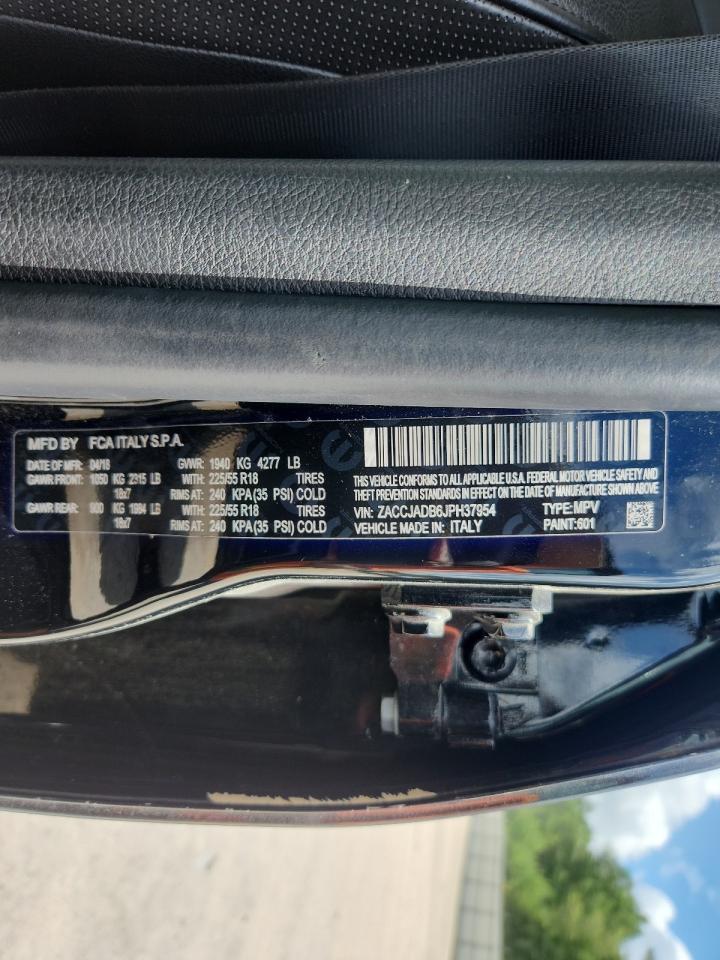 MFD BY FCA ITALY S.P.A.
DATE OF MFD: 04/18 GVWR: 1940 KG 4277 LB
GAWR FRONT: 1050 KG 2315 LB WITH: 225/55 R18 TIRES
18x7 RIMS AT: 240 KPA(35 PSI) COLD
GAWR REAR: 900 KG 1984 LB WITH: 225/55 R18 TIRES
18x7 RIMS AT: 240 KPA(35 PSI) COLD
THIS VEHICLE CONFORMS TO ALL APPLICABLE U.S.A. FEDERAL MOTOR VEHICLE SAFETY AND
THEFT PREVENTION STANDARDS IN EFFECT ON THE DATE OF MANUFACTURE SHOWN ABOVE.
VIN: ZACCJADB6JPH37954 TYPE: MPV
VEHICLE MADE IN: ITALY PAINT: 601